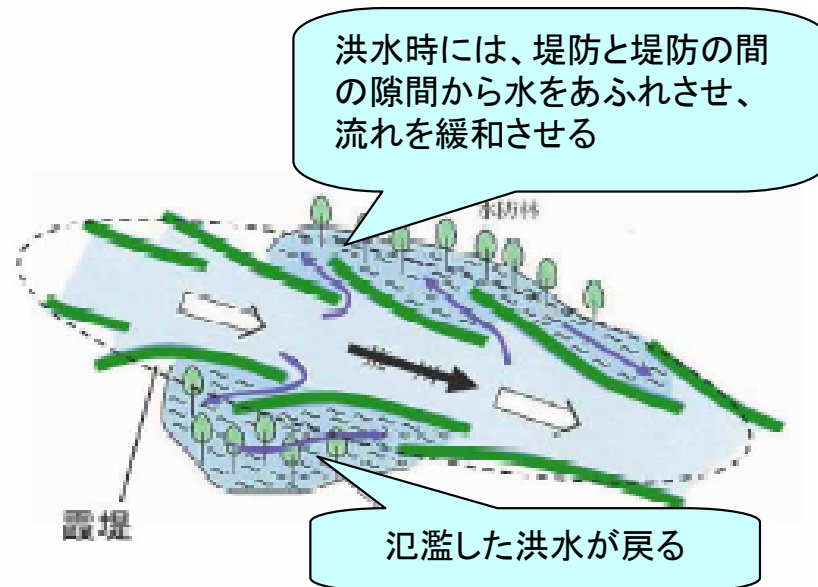 洪水時には、堤防と堤防の間
の隙間から水をあふれさせ、
流れを緩和させる
水防林
霞堤
氾濫した洪水が戻る